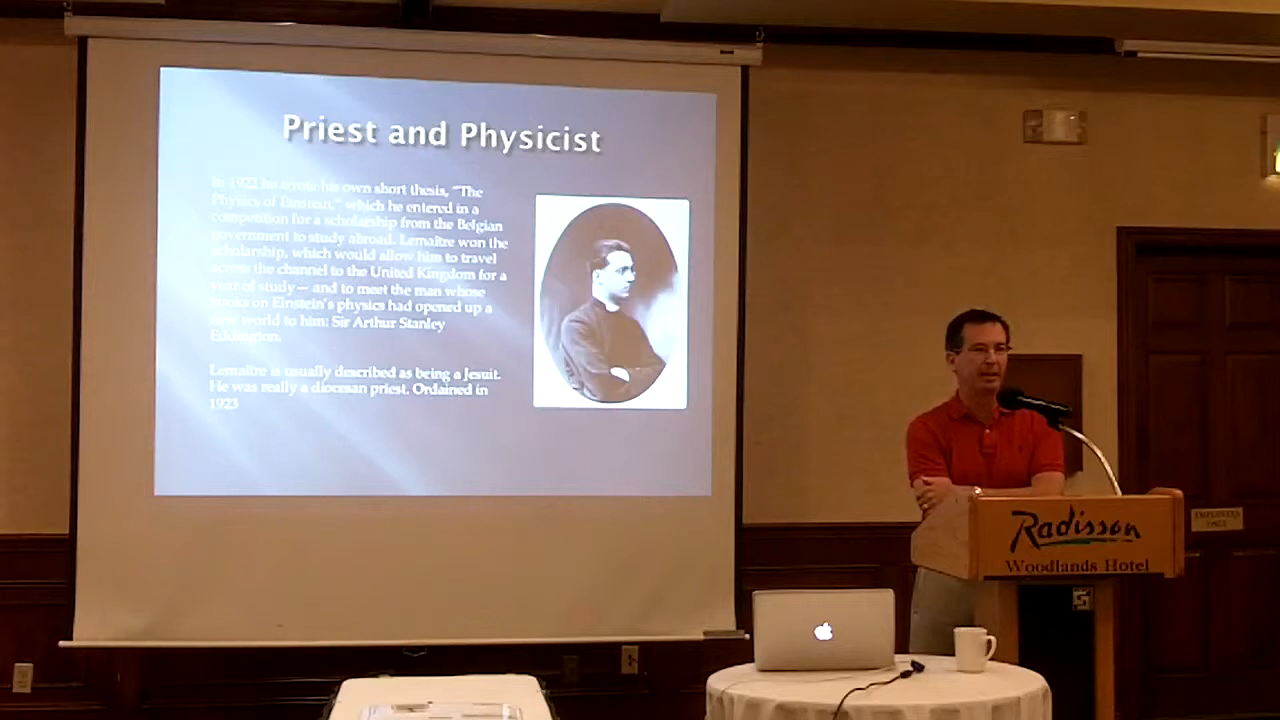 Priest and Physicist
In 1922 he wrote his own short thesis, "The
Physics of Einstein," which he entered in a
competition for a scholarship from the Belgian
government to study abroad. Lemaître won the
scholarship, which would allow him to travel
across the channel to the United Kingdom for a
year of study— and to meet the man whose
books on Einstein's physics had opened up a
new world to him: Sir Arthur Stanley
Eddington.
Lemaître is usually described as being a Jesuit.
He was really a diocesan priest. Ordained in
1923
Radisson
Woodlands Hotel
EMPLOYEES
ONLY